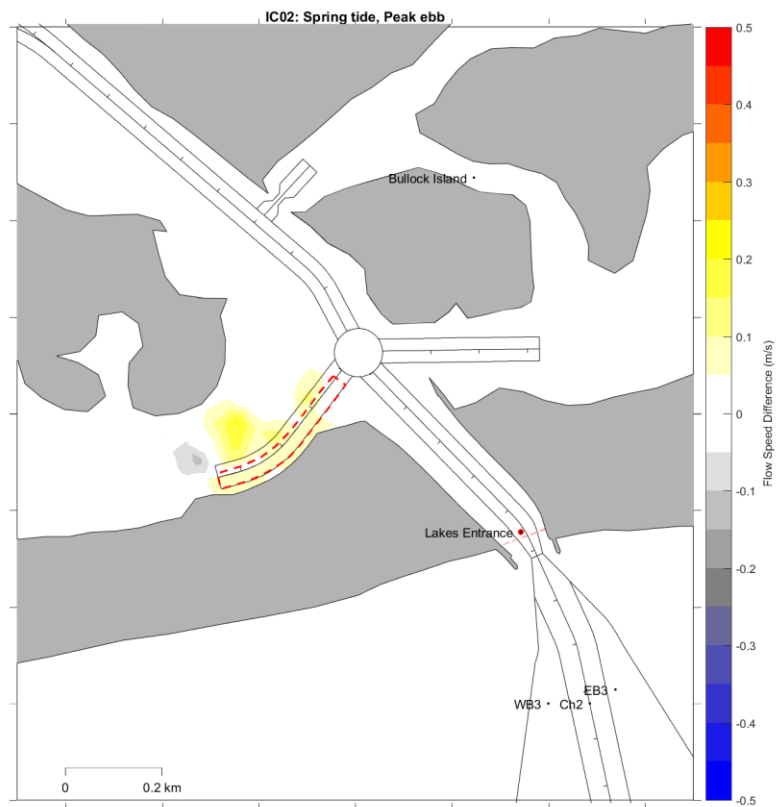 IC02: Spring tide, Peak ebb
Bullock Island
Lakes Entrance
EB3
WB3
Ch2
0
0.2 km
0.5
0.4
0.3
0.2
0.1
0
-0.1
-0.2
-0.3
-0.4
-0.5
Flow Speed Difference (m/s)